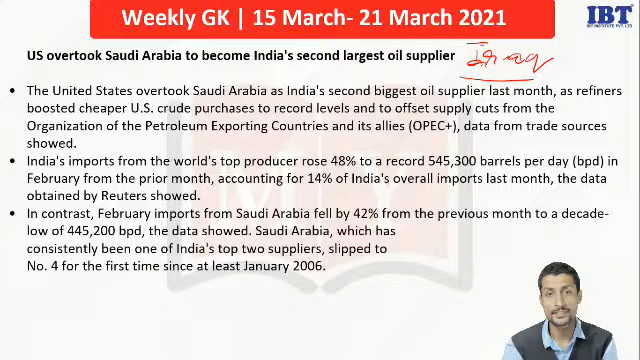 Weekly GK | 15 March- 21 March 2021
IBT
IBT INSTITUTE PVT LTD
US overtook Saudi Arabia to become India's second largest oil supplier
Iraq
• The United States overtook Saudi Arabia as India's second biggest oil supplier last month, as refiners
boosted cheaper U.S. crude purchases to record levels and to offset supply cuts from the
Organization of the Petroleum Exporting Countries and its allies (OPEC+), data from trade sources
showed.
• India's imports from the world's top producer rose 48% to a record 545,300 barrels per day (bpd) in
February from the prior month, accounting for 14% of India's overall imports last month, the data
obtained by Reuters showed.
• In contrast, February imports from Saudi Arabia fell by 42% from the previous month to a decade-
low of 445,200 bpd, the data showed. Saudi Arabia, which has
consistently been one of India's top two suppliers, slipped to
No. 4 for the first time since at least January 2006.